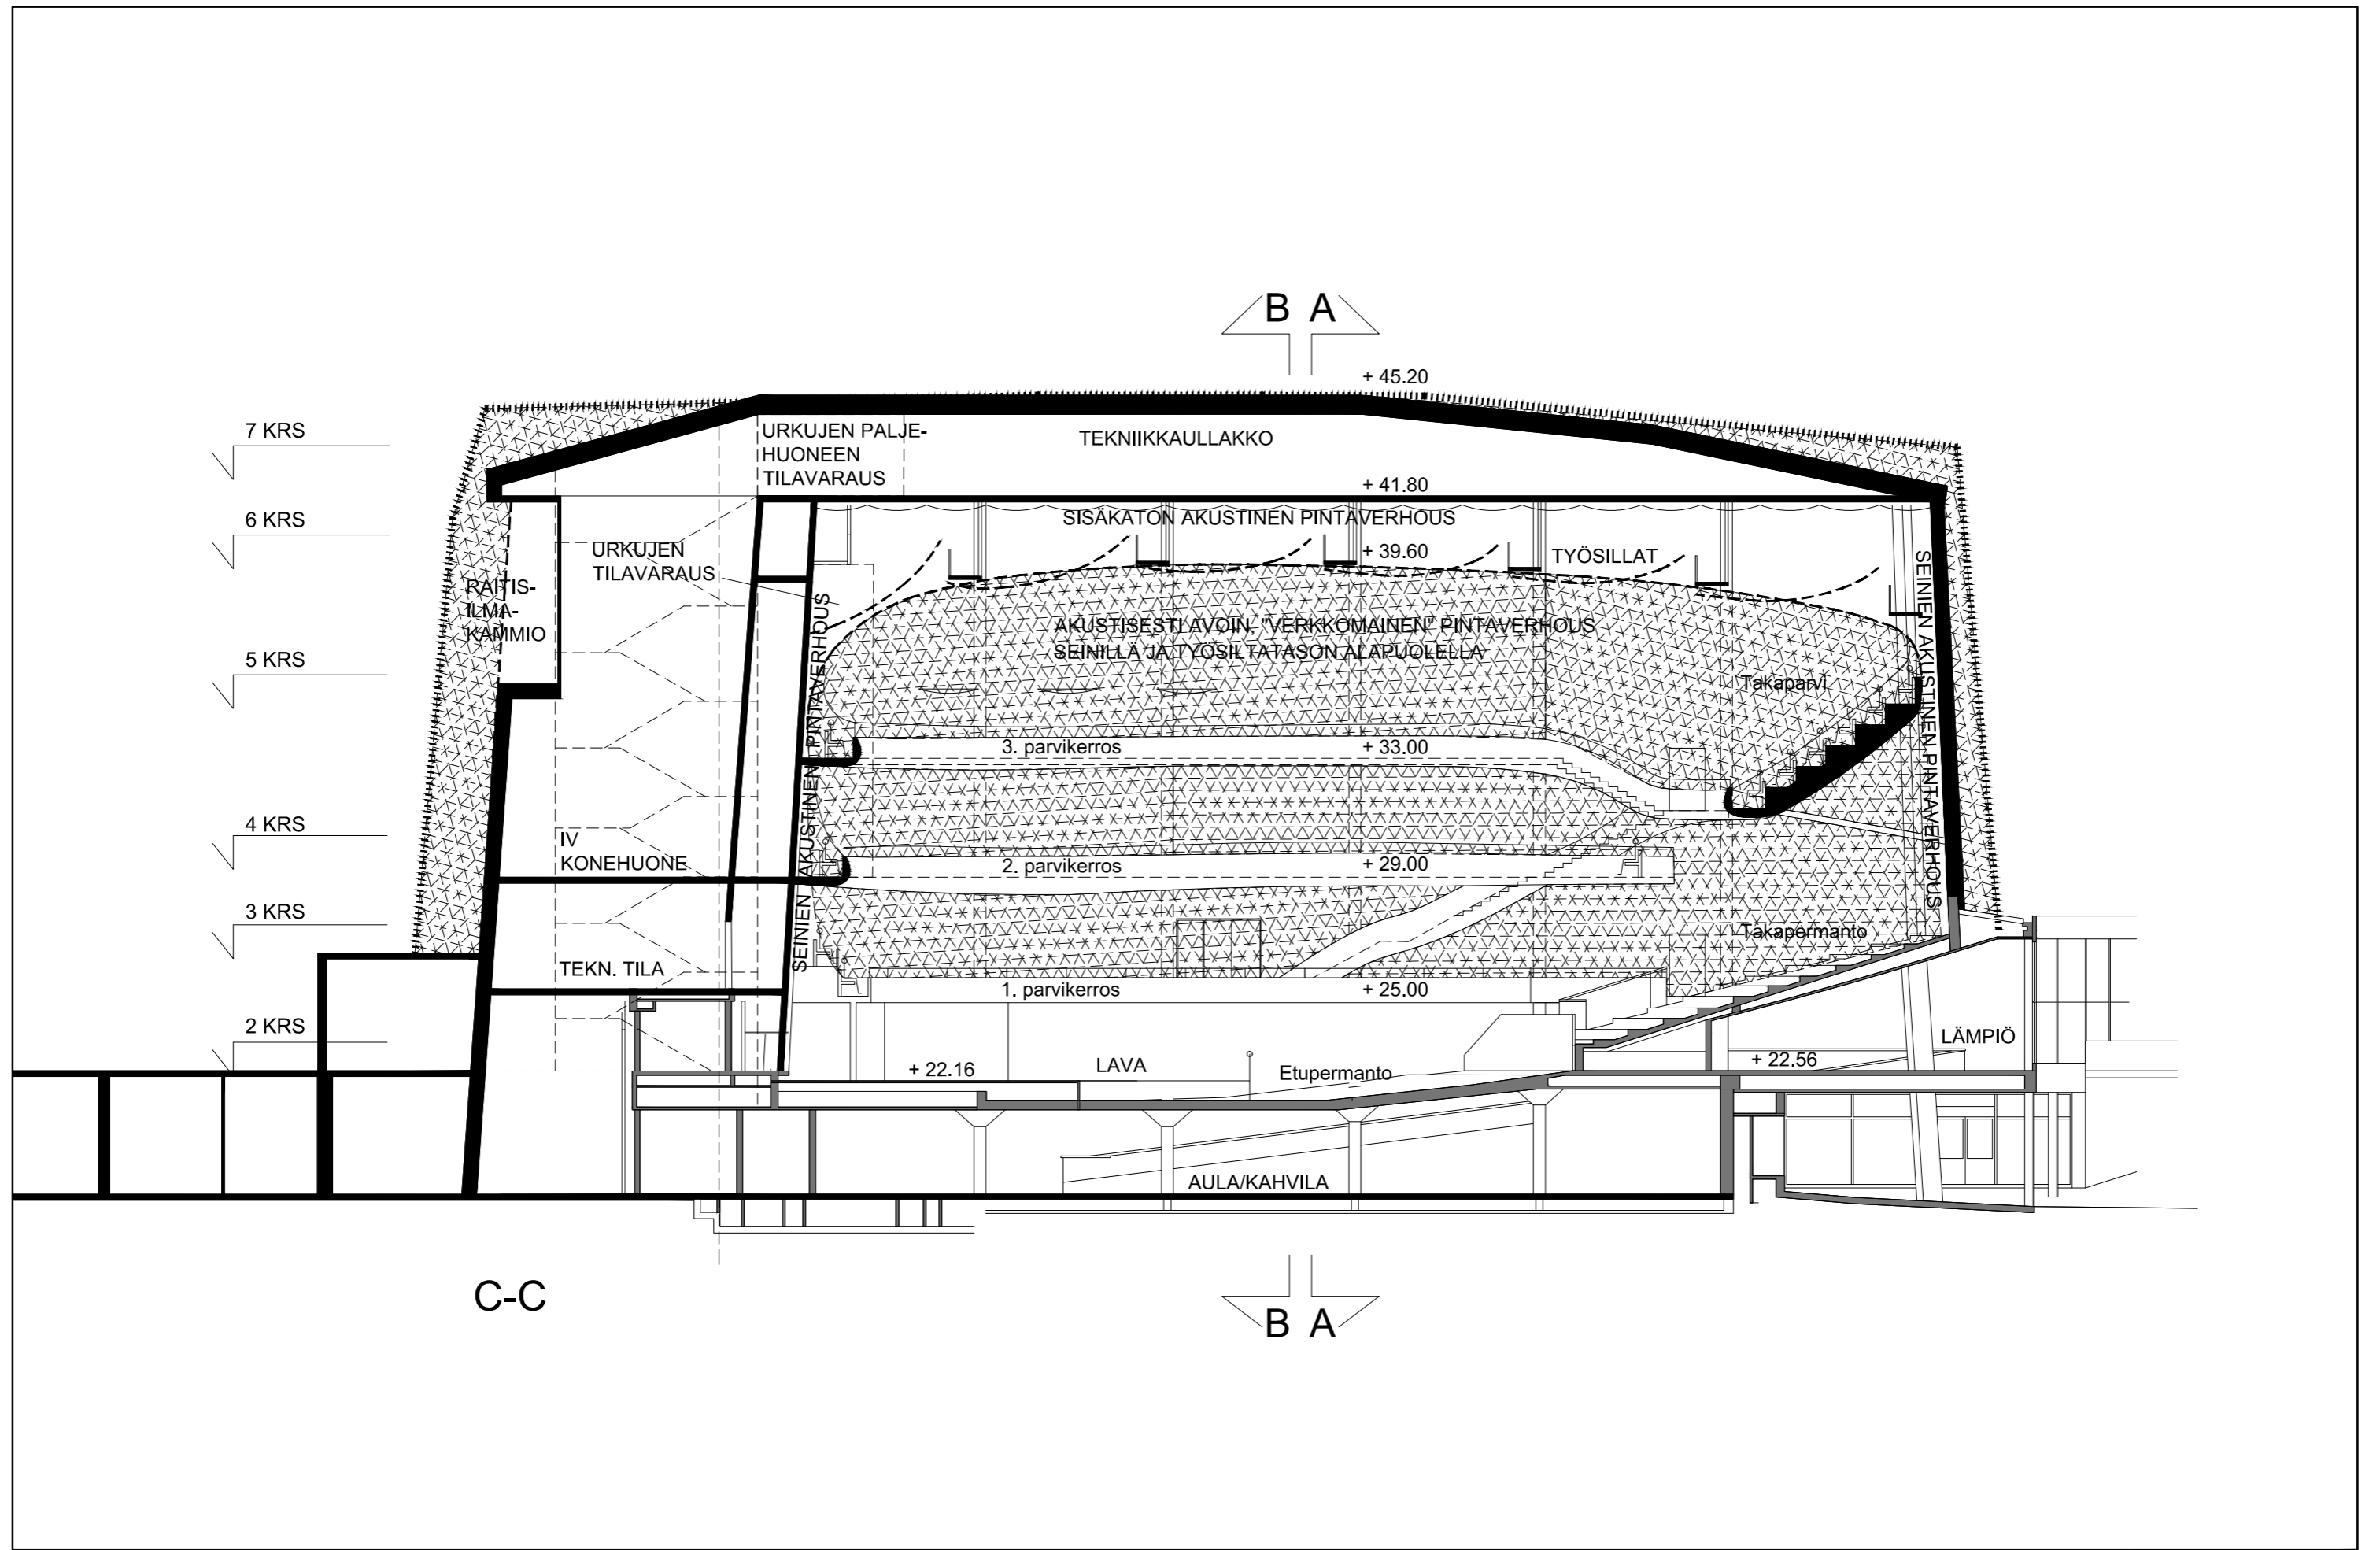 B A
+ 45.20
7 KRS
URKUJEN PALJE-
HUONEEN
TILAVARAUS
TEKNIIKKAULLAKKO
+ 41.80
6 KRS
SISÄKATON AKUSTINEN PINTAVERHOUS
+ 39.60
TYÖSILLAT
URKUJEN
TILAVARAUS
RAITIS-
ILMA-
KAMMIO
SEINIEN AKUSTINEN PINTAVERHOUS
AKUSTISESTI AVOIN, "VERKKOMAINEN" PINTAVERHOUS
SEINILLÄ JA TYÖSILTATASON ALAPUOLELLA
SEINIEN AKUSTINEN PINTAVERHOUS
5 KRS
Takaparvi
3. parvikerros
+ 33.00
4 KRS
IV
KONEHUONE
2. parvikerros
+ 29.00
3 KRS
Takapermanto
TEKN. TILA
1. parvikerros
+ 25.00
2 KRS
LÄMPIÖ
+ 22.16
LAVA
Etupermanto
+ 22.56
AULA/KAHVILA
C-C
B A